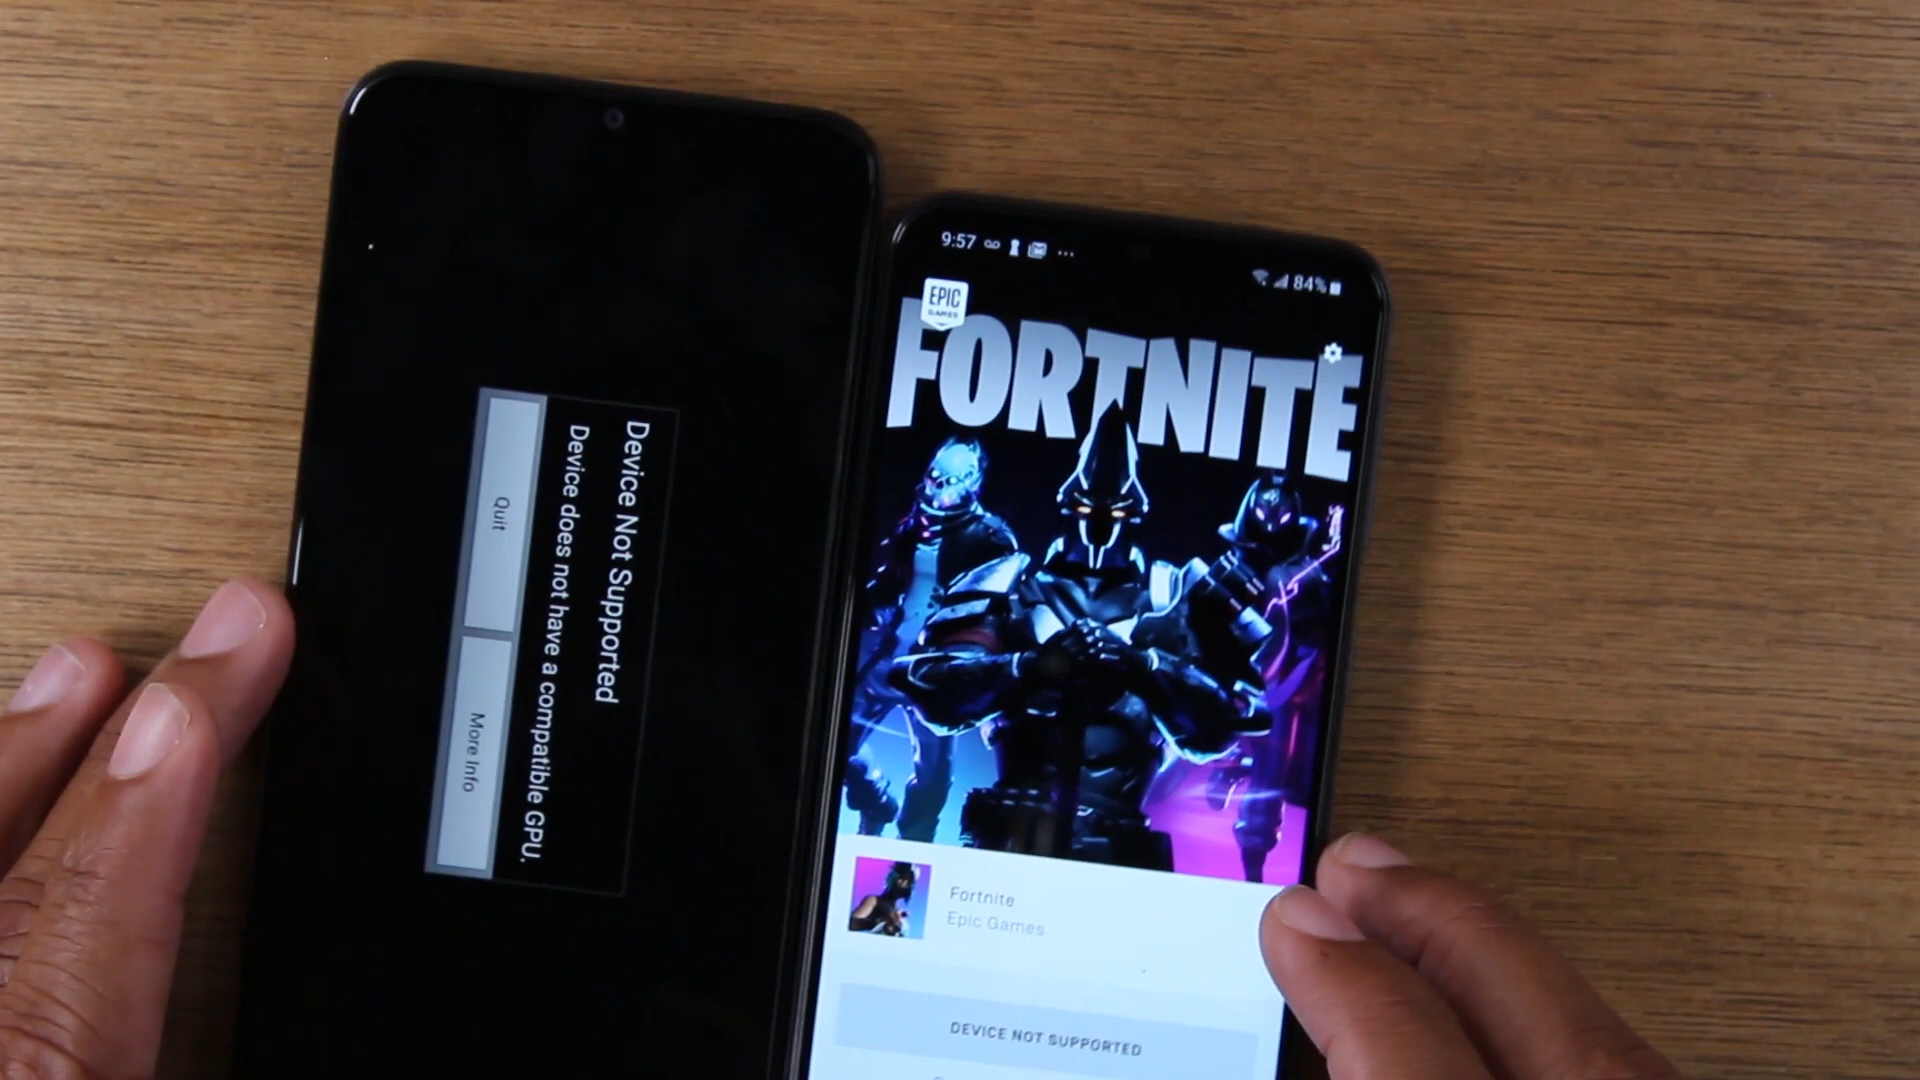 Device Not Supported
Device does not have a compatible GPU.
Quit
More Info
9:57
84%
EPIC
GAMES
FORTNITE
Fortnite
Epic Games
DEVICE NOT SUPPORTED